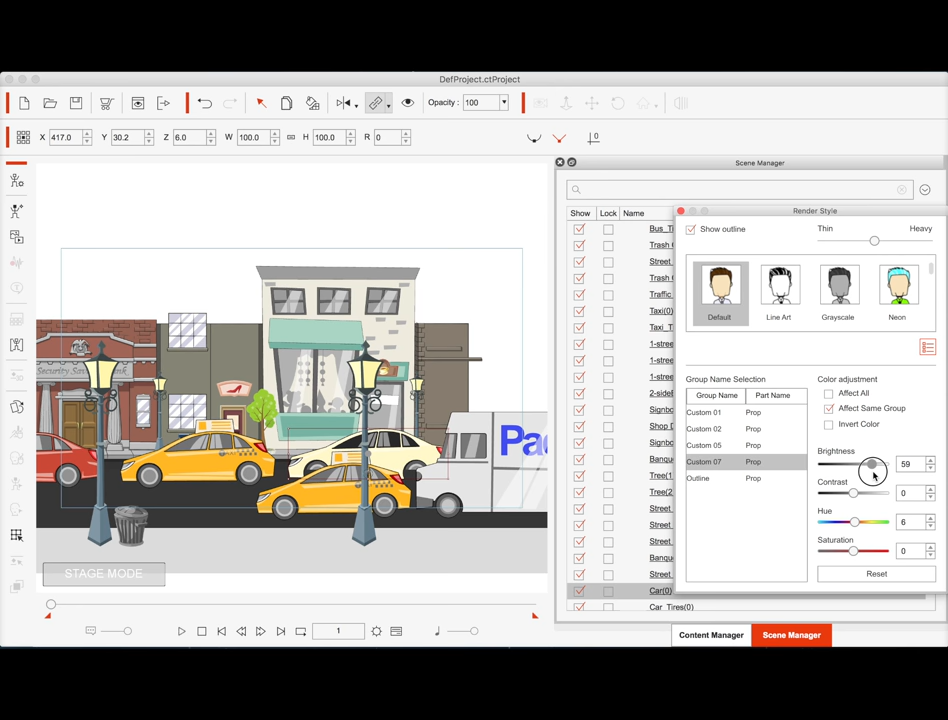 DefProject.ctProject
Opacity : 100
X 417.0 Y 30.2 Z 6.0 W 100.0 H 100.0 R 0
Scene Manager
Show Lock Name
Render Style
Show outline
Thin Heavy
Default Line Art Grayscale Neon
Group Name Selection
Group Name Part Name
Custom 01 Prop
Custom 02 Prop
Custom 05 Prop
Custom 07 Prop
Outline Prop
Color adjustment
Affect All
Affect Same Group
Invert Color
Brightness
59
Contrast
0
Hue
6
Saturation
0
Reset
Bus_Ti
Trash
Street
Trash
Traffic
Taxi(0)
Taxi_T
1-stree
1-stree
1-stree
2-side
Signbo
Shop
Signbo
Banqu
Tree(1
Tree(2
Street
Street
Street
Banqu
Street
Car(0)
Car_Tires(0)
STAGE MODE
1
Content Manager Scene Manager